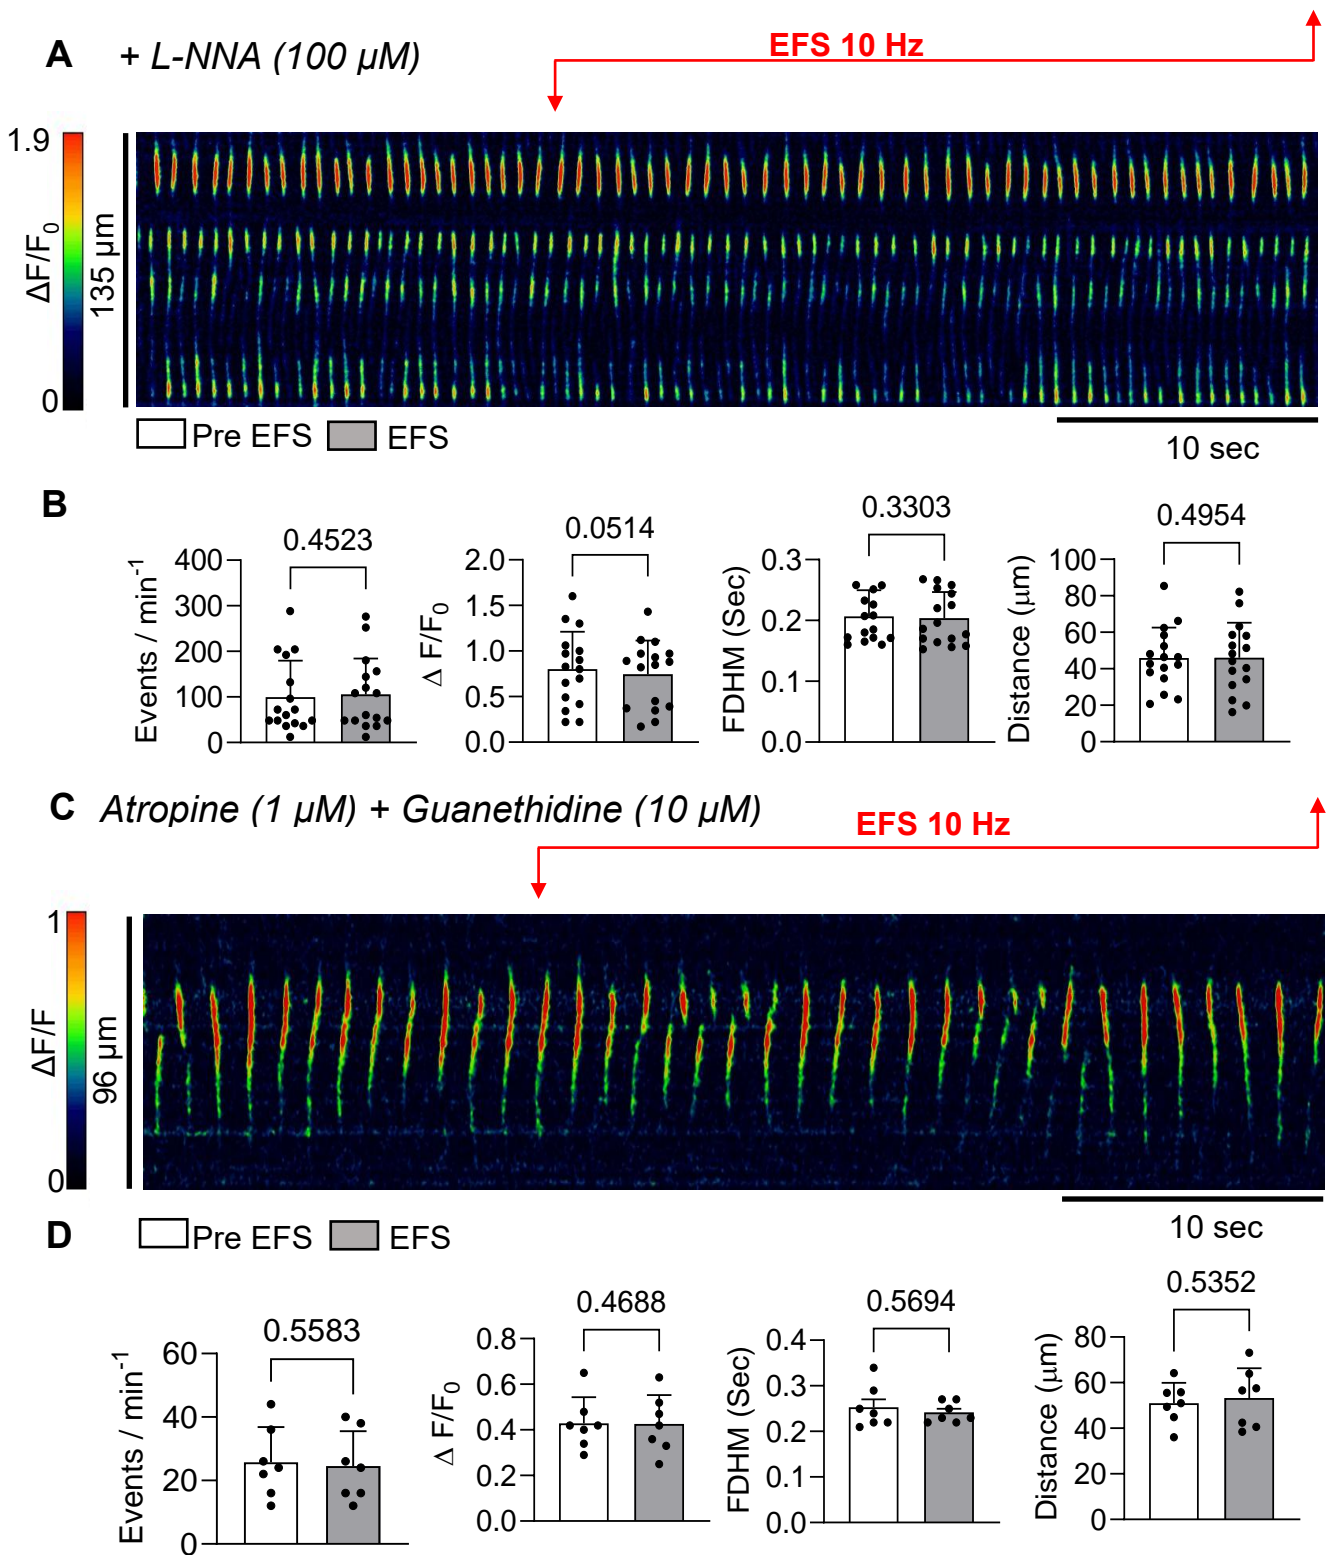 A + L-NNA (100 µM)
EFS 10 Hz
1.9
0
ΔF/F0
135 µm
Pre EFS EFS
10 sec
B
0.4523
400
300
200
100
0
Events / min-1
0.0514
2.0
1.5
1.0
0.5
0.0
Δ F/F0
0.3303
0.3
0.2
0.1
0.0
FDHM (Sec)
0.4954
100
80
60
40
20
0
Distance (µm)
C Atropine (1 µM) + Guanethidine (10 µM)
EFS 10 Hz
1
0
ΔF/F
96 µm
10 sec
D
Pre EFS EFS
0.5583
60
40
20
0
Events / min-1
0.4688
0.8
0.6
0.4
0.2
0.0
Δ F/F0
0.5694
0.4
0.3
0.2
0.1
0.0
FDHM (Sec)
0.5352
80
60
40
20
0
Distance (µm)